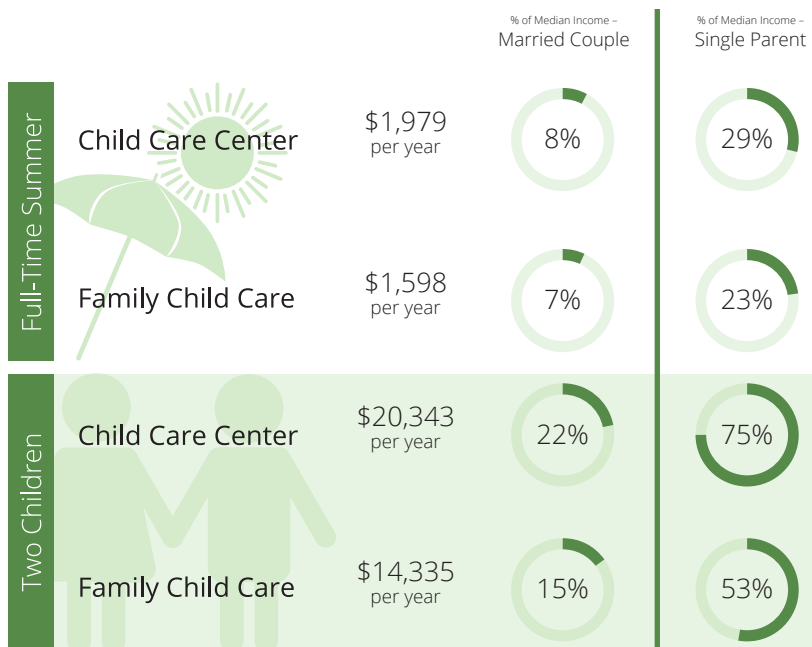 % of Median Income –
Married Couple
% of Median Income –
Single Parent
Full-Time Summer
Child Care Center
$1,979
per year
8%
29%
Family Child Care
$1,598
per year
7%
23%
Two Children
Child Care Center
$20,343
per year
22%
75%
Family Child Care
$14,335
per year
15%
53%